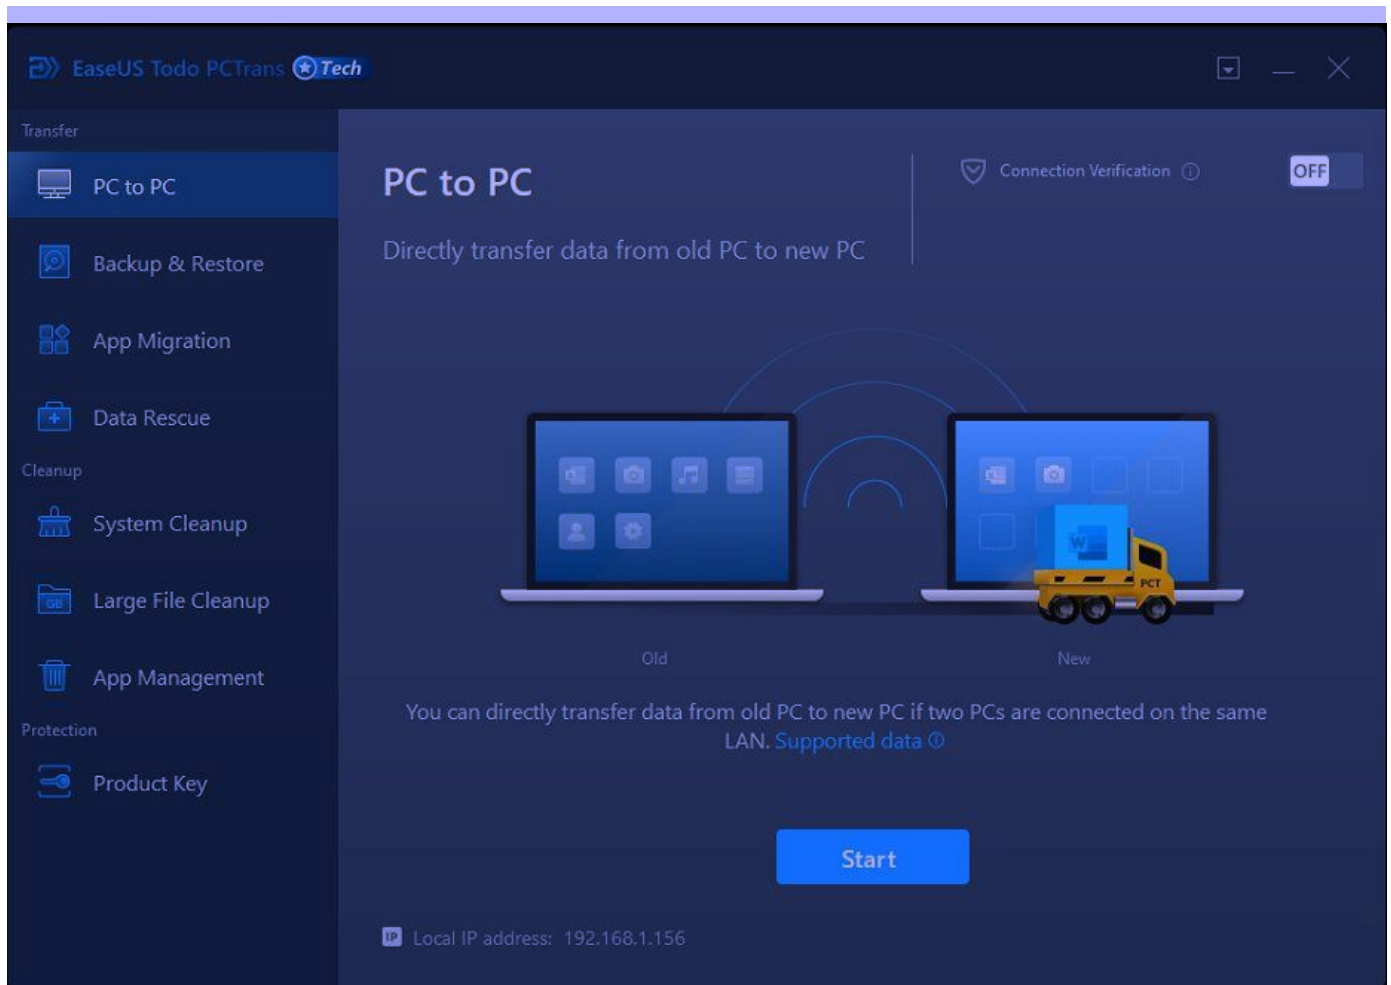 EaseUS Todo PCTrans Tech
Transfer
PC to PC
Backup & Restore
App Migration
Data Rescue
Cleanup
System Cleanup
GB
Large File Cleanup
App Management
Protection
Product Key
PC to PC
Directly transfer data from old PC to new PC
Connection Verification
OFF
W
PCT
Old
New
You can directly transfer data from old PC to new PC if two PCs are connected on the same
LAN. Supported data
Start
IP Local IP address: 192.168.1.156